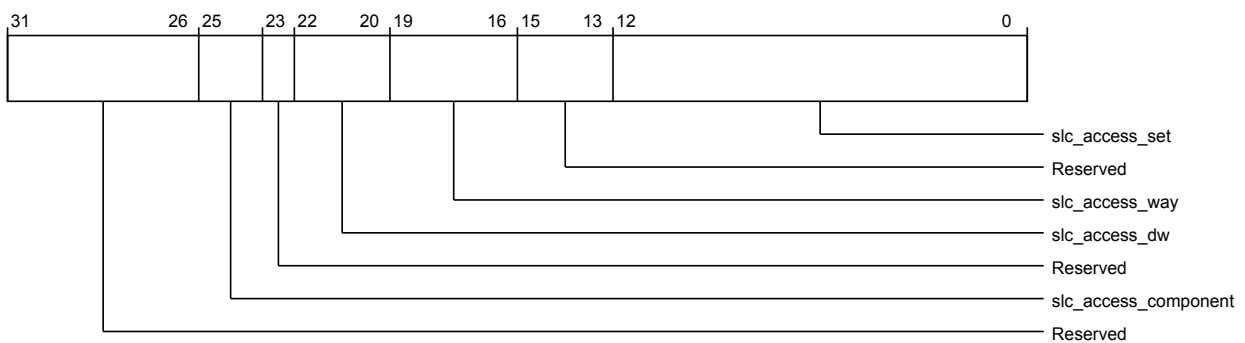 31 26 25 23 22 20 19 16 15 13 12 0
slc_access_set
Reserved
slc_access_way
slc_access_dw
Reserved
slc_access_component
Reserved